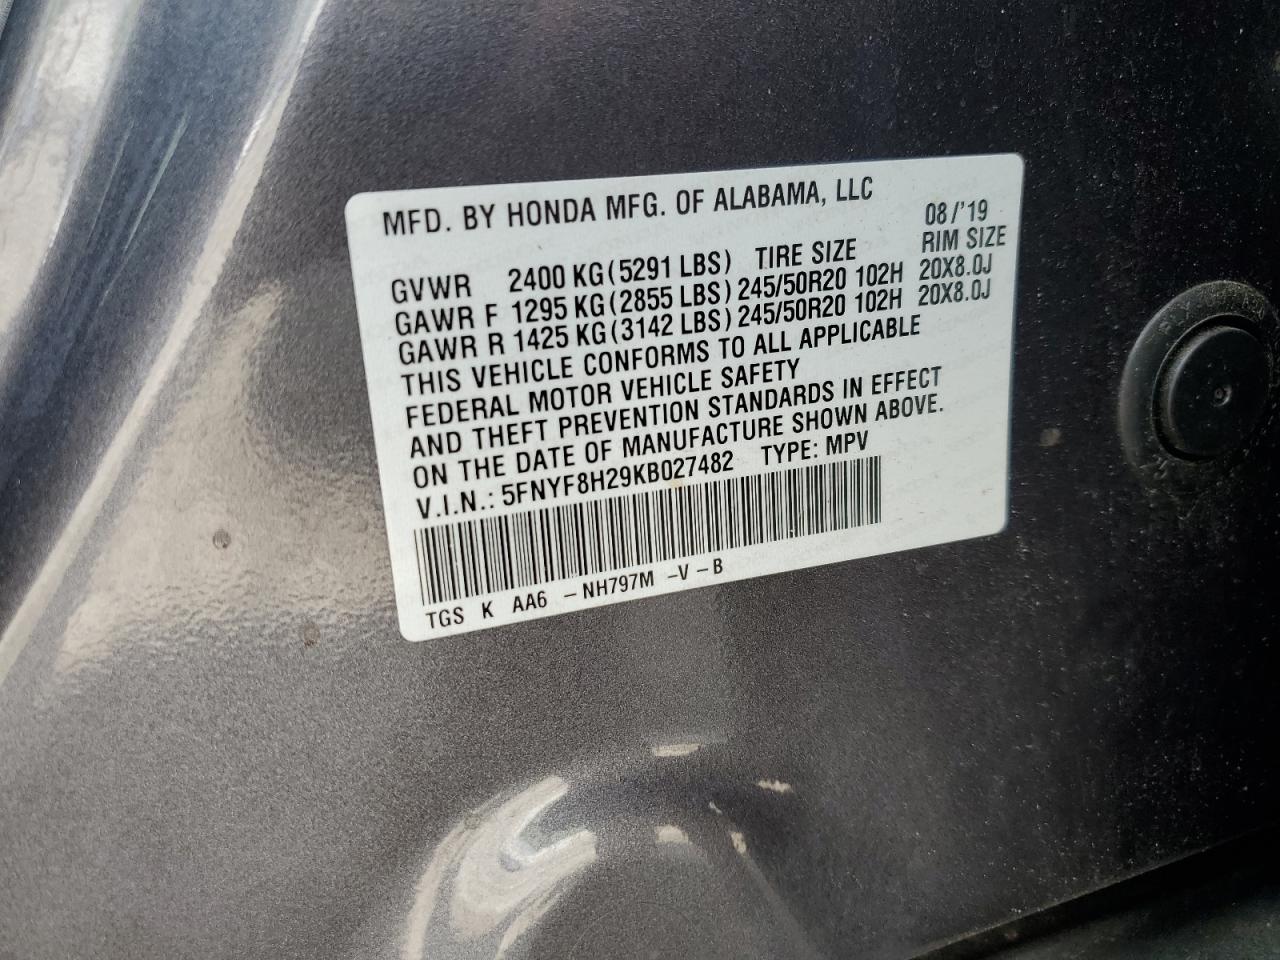 MFD. BY HONDA MFG. OF ALABAMA, LLC 08/'19
GVWR 2400 KG(5291 LBS) TIRE SIZE RIM SIZE
GAWR F 1295 KG(2855 LBS) 245/50R20 102H 20X8.0J
GAWR R 1425 KG(3142 LBS) 245/50R20 102H 20X8.0J
THIS VEHICLE CONFORMS TO ALL APPLICABLE
FEDERAL MOTOR VEHICLE SAFETY
AND THEFT PREVENTION STANDARDS IN EFFECT
ON THE DATE OF MANUFACTURE SHOWN ABOVE.
V.I.N.: 5FNYF8H29KB027482 TYPE: MPV
TGS K AA6 -NH797M -V-B